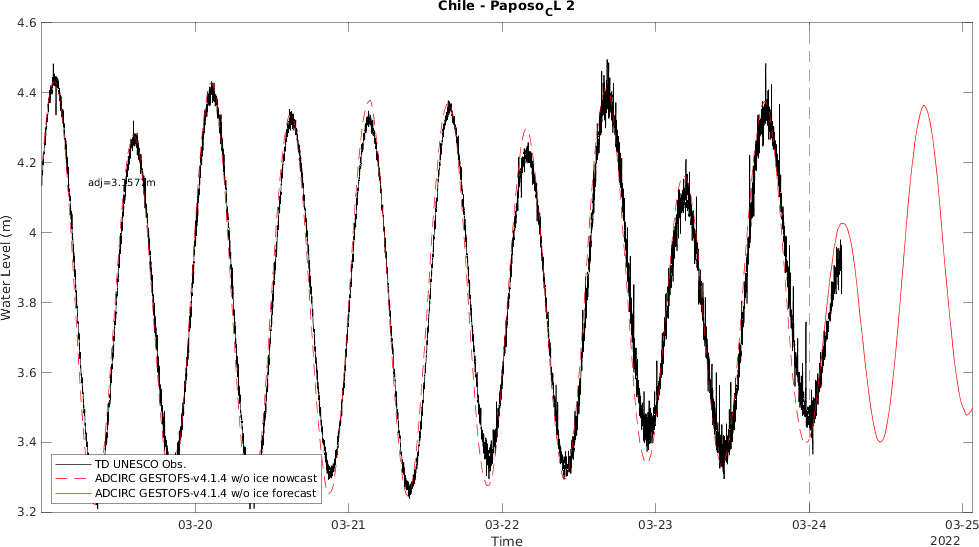 Chile - Paposo_CL 2
4.6
4.4
4.2
4
3.8
3.6
3.4
3.2
Water Level (m)
adj=3.1577m
TD UNESCO Obs.
ADCIRC GESTOFS-v4.1.4 w/o ice nowcast
ADCIRC GESTOFS-v4.1.4 w/o ice forecast
03-20 03-21 03-22 03-23 03-24 03-25
Time 2022